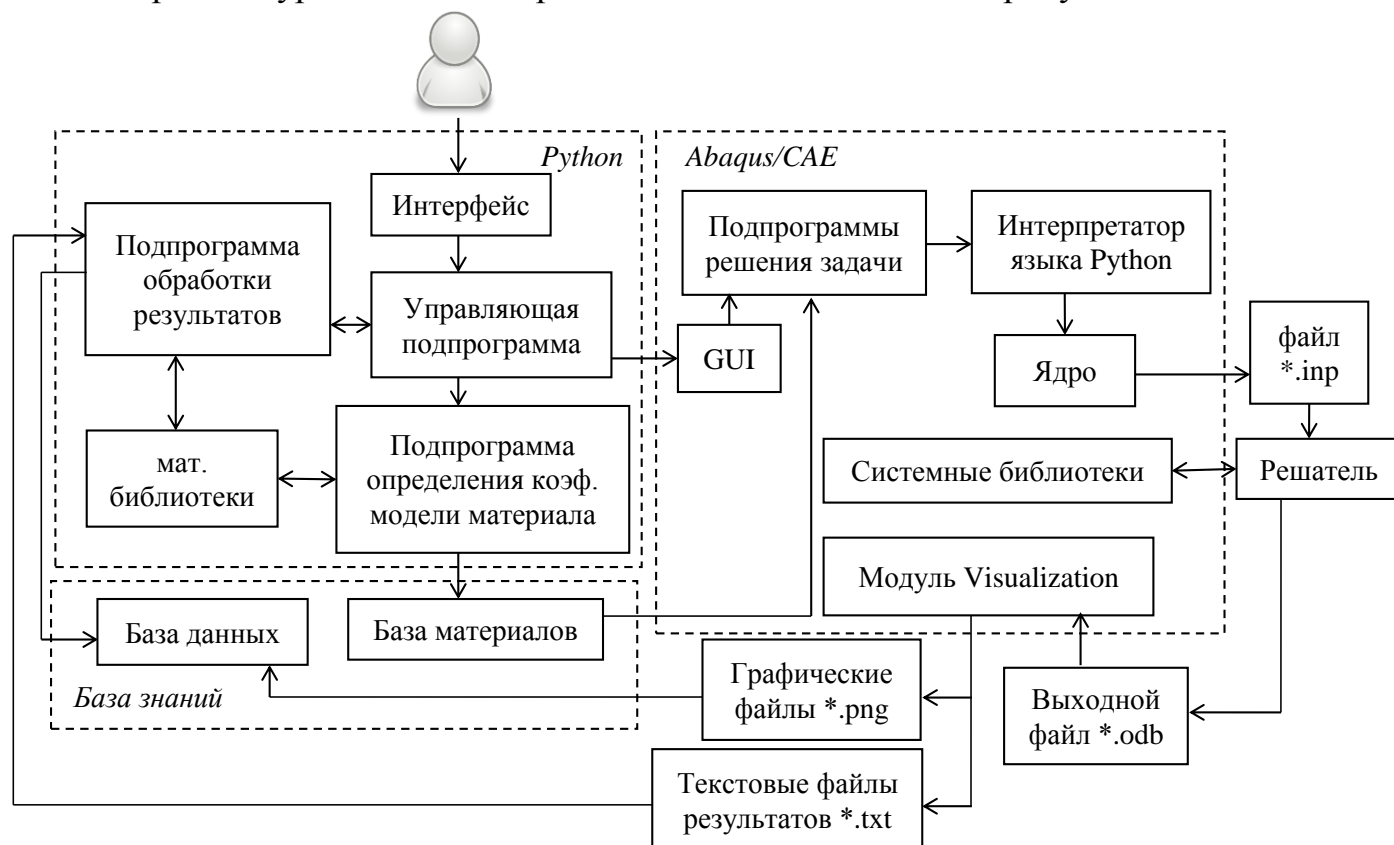 Python
Abaqus/CAE
Интерфейс
Подпрограмма
обработки
результатов
Управляющая
подпрограмма
GUI
Подпрограммы
решения задачи
Интерпретатор
языка Python
Ядро
файл
*.inp
мат.
библиотеки
Подпрограмма
определения коэф.
модели материала
Системные библиотеки
Решатель
Модуль Visualization
База данных
База материалов
База знаний
Графические
файлы *.png
Выходной
файл *.odb
Текстовые файлы
результатов *.txt